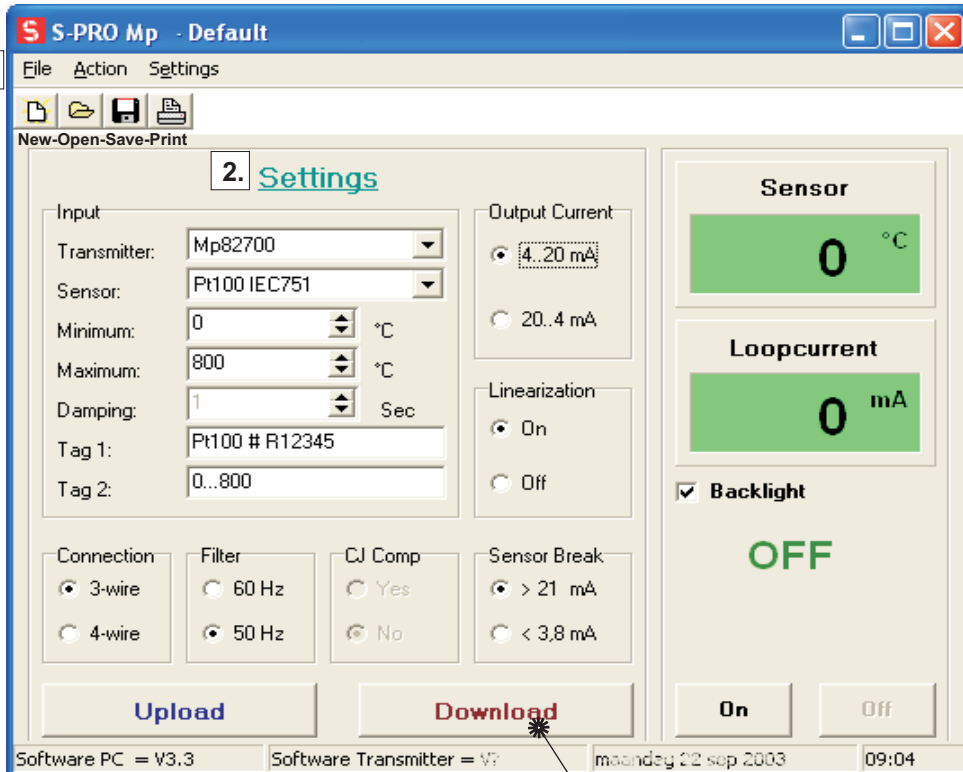 S S-PRO Mp - Default
File Action Settings
New-Open-Save-Print
2. Settings
Input
Transmitter: Mp82700
Sensor: Pt100 IEC751
Minimum: 0 °C
Maximum: 800 °C
Damping: 1 Sec
Tag 1: Pt100 # R12345
Tag 2: 0...800
Output Current
4..20 mA
20..4 mA
Linearization
On
Off
Connection
3-wire
4-wire
Filter
60 Hz
50 Hz
CJ Comp
Yes
No
Sensor Break
> 21 mA
< 3,8 mA
Upload Download
Sensor
0 °C
Loopcurrent
0 mA
Backlight
OFF
On Off
Software PC = V3.3 Software Transmitter = V? maandag 22 sep 2003 09:04